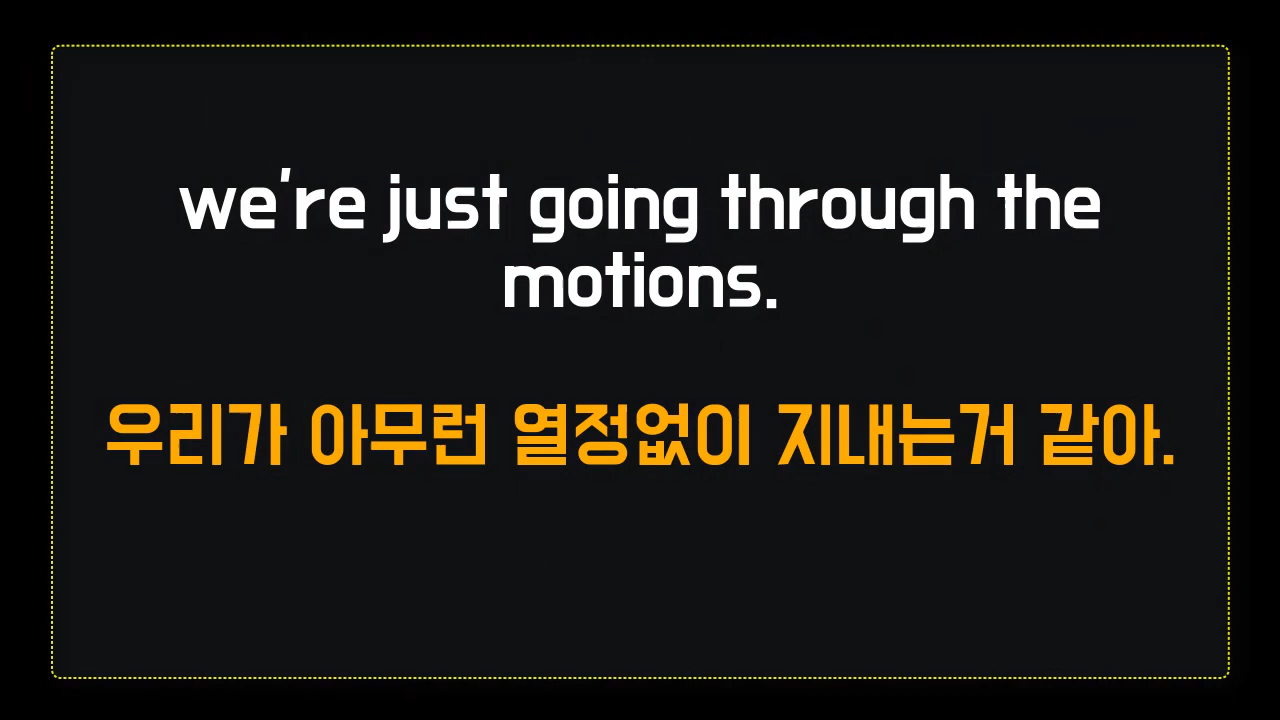 we're just going through the
motions.
우리가 아무런 열정없이 지내는거 같아.